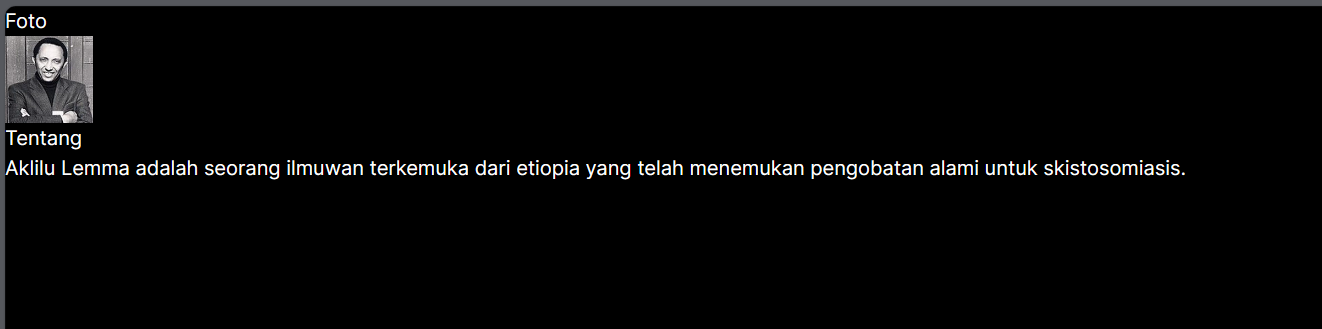 Foto
Tentang
Aklilu Lemma adalah seorang ilmuwan terkemuka dari etiopia yang telah menemukan pengobatan alami untuk skistosomiasis.